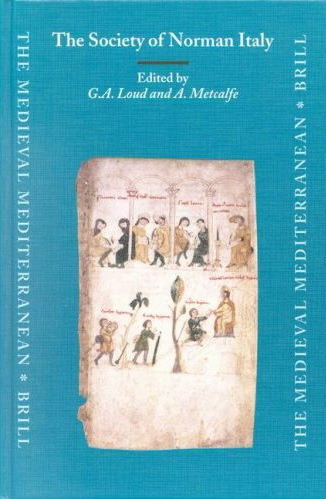 The Society of Norman Italy
Edited by
G.A. Loud and A. Metcalfe
THE MEDIEVAL MEDITERRANEAN * BRILL
THE MEDIEVAL MEDITERRANEAN * BRILL